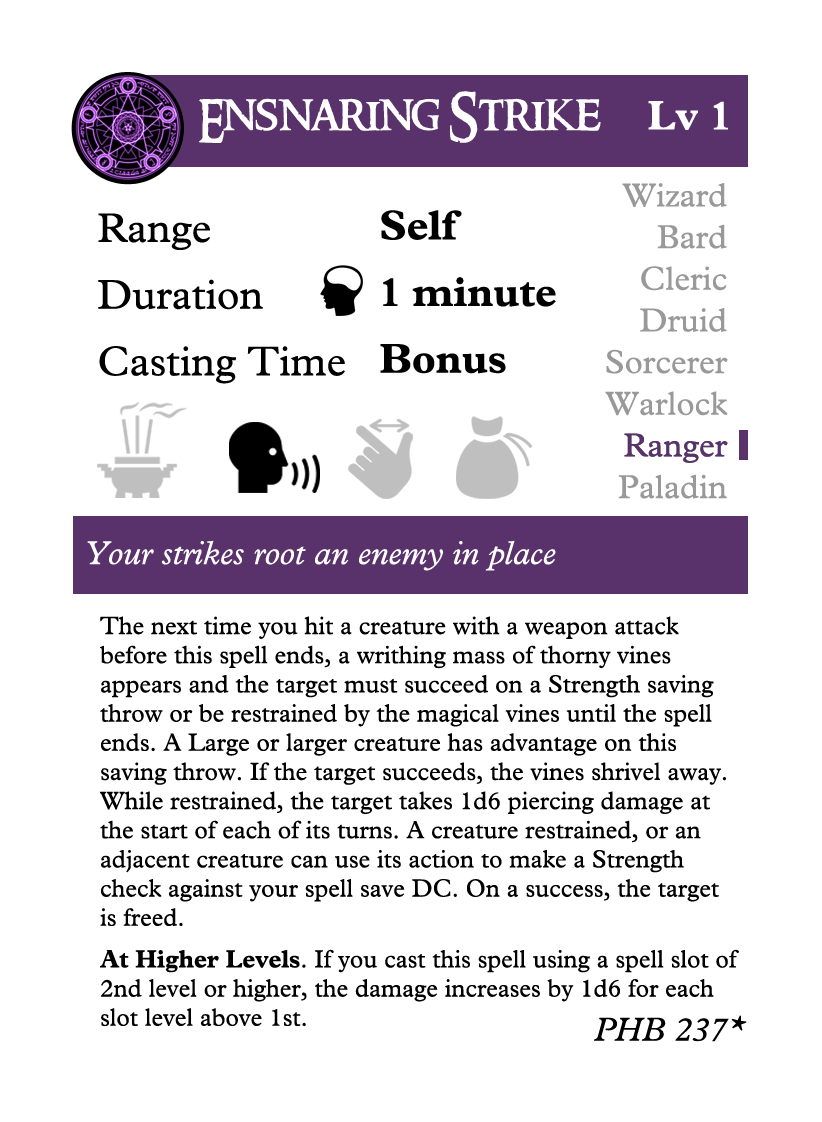 ENSNARING STRIKE Lv 1
Range Self
Duration 1 minute
Casting Time Bonus
Wizard
Bard
Cleric
Druid
Sorcerer
Warlock
Ranger
Paladin
Your strikes root an enemy in place
The next time you hit a creature with a weapon attack
before this spell ends, a writhing mass of thorny vines
appears and the target must succeed on a Strength saving
throw or be restrained by the magical vines until the spell
ends. A Large or larger creature has advantage on this
saving throw. If the target succeeds, the vines shrivel away.
While restrained, the target takes 1d6 piercing damage at
the start of each of its turns. A creature restrained, or an
adjacent creature can use its action to make a Strength
check against your spell save DC. On a success, the target
is freed.
At Higher Levels. If you cast this spell using a spell slot of
2nd level or higher, the damage increases by 1d6 for each
slot level above 1st.
PHB 237*